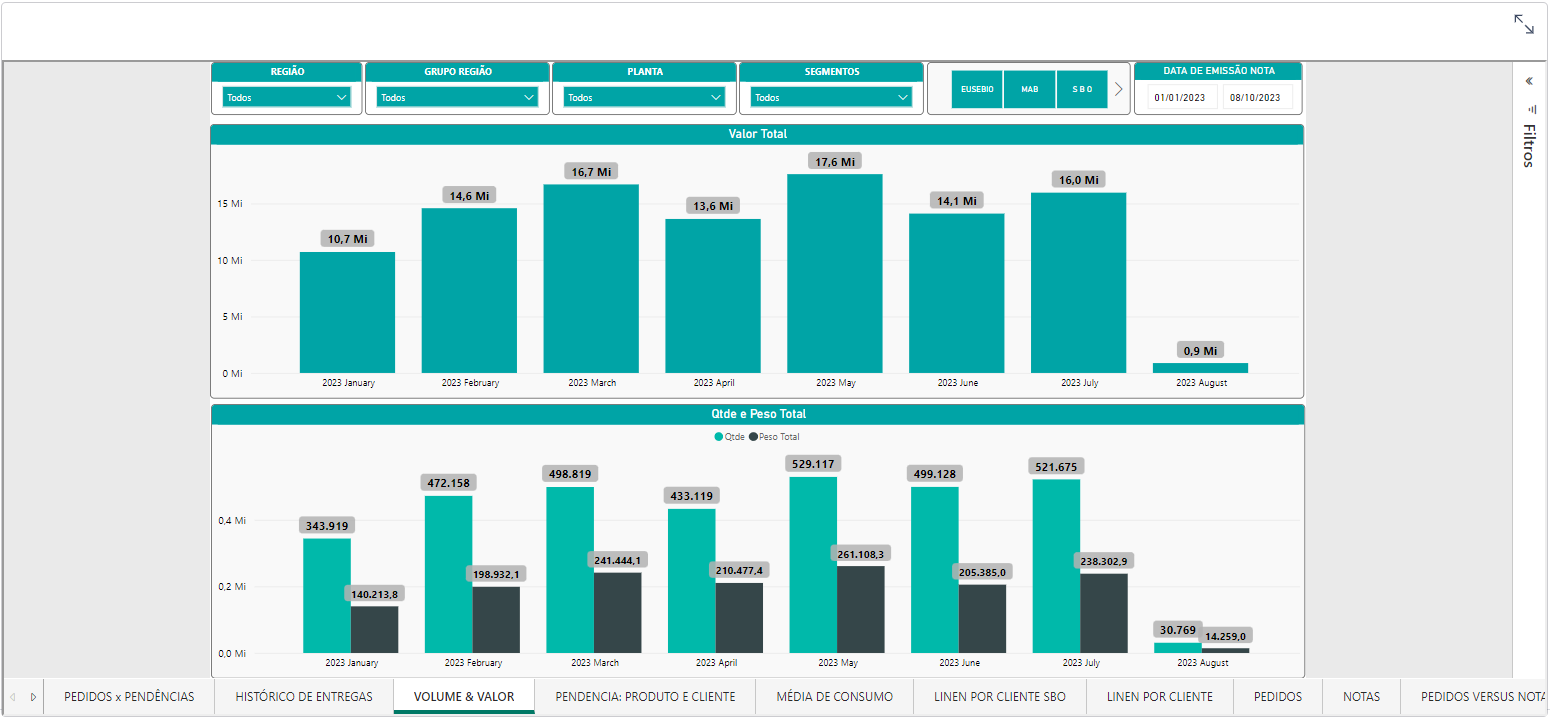 REGIÃO
Todos
GRUPO REGIÃO
Todos
PLANTA
Todos
SEGMENTOS
Todos
EUSEBIO MAB S B O
DATA DE EMISSÃO NOTA
01/01/2023 08/10/2023
Filtros
Valor Total
15 Mi
10 Mi
5 Mi
0 Mi
10,7 Mi
14,6 Mi
16,7 Mi
13,6 Mi
17,6 Mi
14,1 Mi
16,0 Mi
0,9 Mi
2023 January 2023 February 2023 March 2023 April 2023 May 2023 June 2023 July 2023 August
Qtde e Peso Total
Qtde Peso Total
0,4 Mi
0,2 Mi
0,0 Mi
343.919
140.213,8
472.158
198.932,1
498.819
241.444,1
433.119
210.477,4
529.117
261.108,3
499.128
205.385,0
521.675
238.302,9
30.769
14.259,0
2023 January 2023 February 2023 March 2023 April 2023 May 2023 June 2023 July 2023 August
PEDIDOS x PENDÊNCIAS HISTÓRICO DE ENTREGAS VOLUME & VALOR PENDENCIA: PRODUTO E CLIENTE MÉDIA DE CONSUMO LINEN POR CLIENTE SBO LINEN POR CLIENTE PEDIDOS NOTAS PEDIDOS VERSUS NOTA